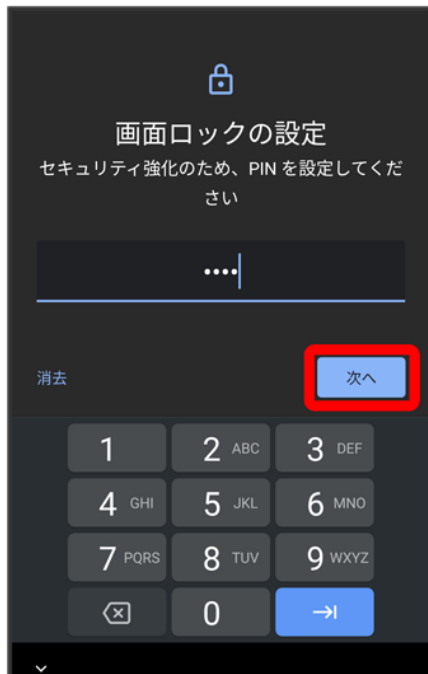 画面ロックの設定
セキュリティ強化のため、PIN を設定してくだ
さい
••••
消去
次へ
1
2 ABC
3 DEF
4 GHI
5 JKL
6 MNO
7 PQRS
8 TUV
9 WXYZ
0